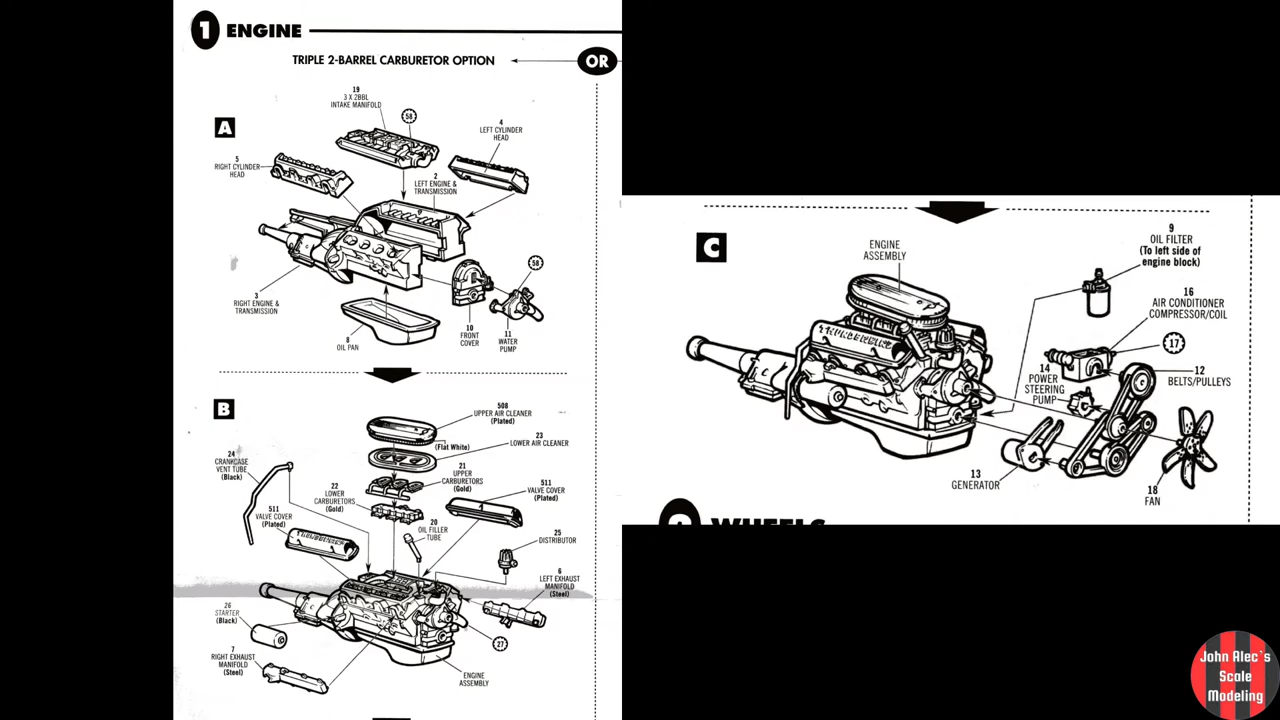 1 ENGINE
TRIPLE 2-BARREL CARBURETOR OPTION
OR
A
19
3 X 2BBL
INTAKE MANIFOLD
58
4
LEFT CYLINDER
HEAD
5
RIGHT CYLINDER
HEAD
2
LEFT ENGINE &
TRANSMISSION
58
3
RIGHT ENGINE &
TRANSMISSION
8
OIL PAN
10
FRONT
COVER
11
WATER
PUMP
B
508
UPPER AIR CLEANER
(Plated)
(Flat White)
23
LOWER AIR CLEANER
24
CRANKCASE
VENT TUBE
(Black)
21
UPPER
CARBURETORS
(Gold)
22
LOWER
CARBURETORS
(Gold)
511
VALVE COVER
(Plated)
511
VALVE COVER
(Plated)
20
OIL FILLER
TUBE
25
DISTRIBUTOR
THUNDERBIRD
6
LEFT EXHAUST
MANIFOLD
(Steel)
26
STARTER
(Black)
27
7
RIGHT EXHAUST
MANIFOLD
(Steel)
ENGINE
ASSEMBLY
C
ENGINE
ASSEMBLY
9
OIL FILTER
(To left side of
engine block)
16
AIR CONDITIONER
COMPRESSOR/COIL
17
THUNDERBIRD
14
POWER
STEERING
PUMP
12
BELTS/PULLEYS
13
GENERATOR
18
FAN
2 WHEELS
John Alec`s
Scale
Modeling